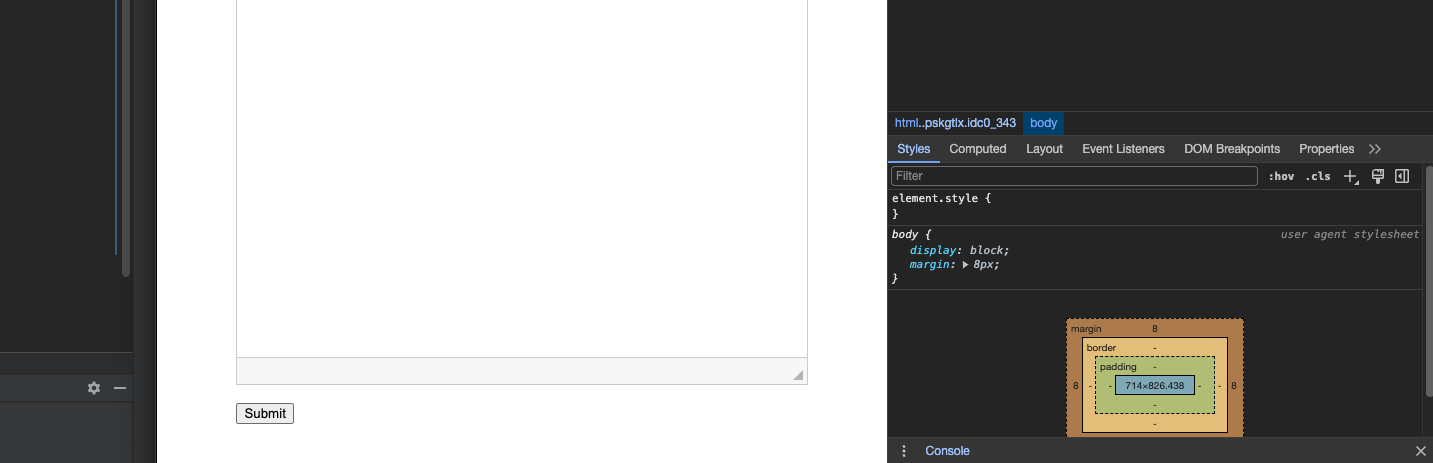 html..pskgtlx.idc0_343 body
Styles Computed Layout Event Listeners DOM Breakpoints Properties
Filter :hov .cls
element.style {
}
body { user agent stylesheet
display: block;
margin: 8px;
}
margin 8
border -
padding -
8 - - 714×826.438 - - 8
-
-
Submit
Console